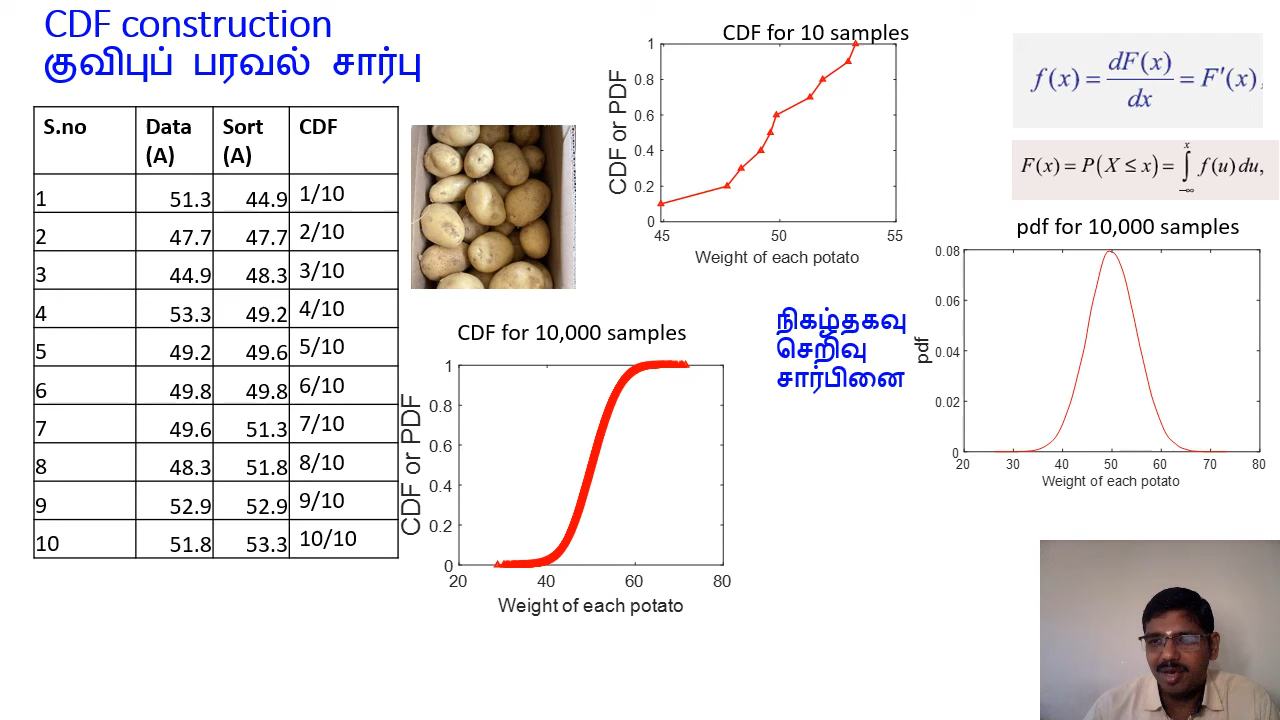 CDF construction
குவிபுப் பரவல் சார்பு
S.no Data (A) Sort (A) CDF
1 51.3 44.9 1/10
2 47.7 47.7 2/10
3 44.9 48.3 3/10
4 53.3 49.2 4/10
5 49.2 49.6 5/10
6 49.8 49.8 6/10
7 49.6 51.3 7/10
8 48.3 51.8 8/10
9 52.9 52.9 9/10
10 51.8 53.3 10/10
CDF for 10 samples
CDF or PDF
1
0.8
0.6
0.4
0.2
0
45 50 55
Weight of each potato
CDF for 10,000 samples
CDF or PDF
1
0.8
0.6
0.4
0.2
0
20 40 60 80
Weight of each potato
நிகழ்தகவு
செறிவு
சார்பினை
f(x) = dF(x)/dx = F'(x),
F(x) = P(X ≤ x) = ∫_{-∞}^{x} f(u) du,
pdf for 10,000 samples
pdf
0.08
0.06
0.04
0.02
0
20 30 40 50 60 70 80
Weight of each potato